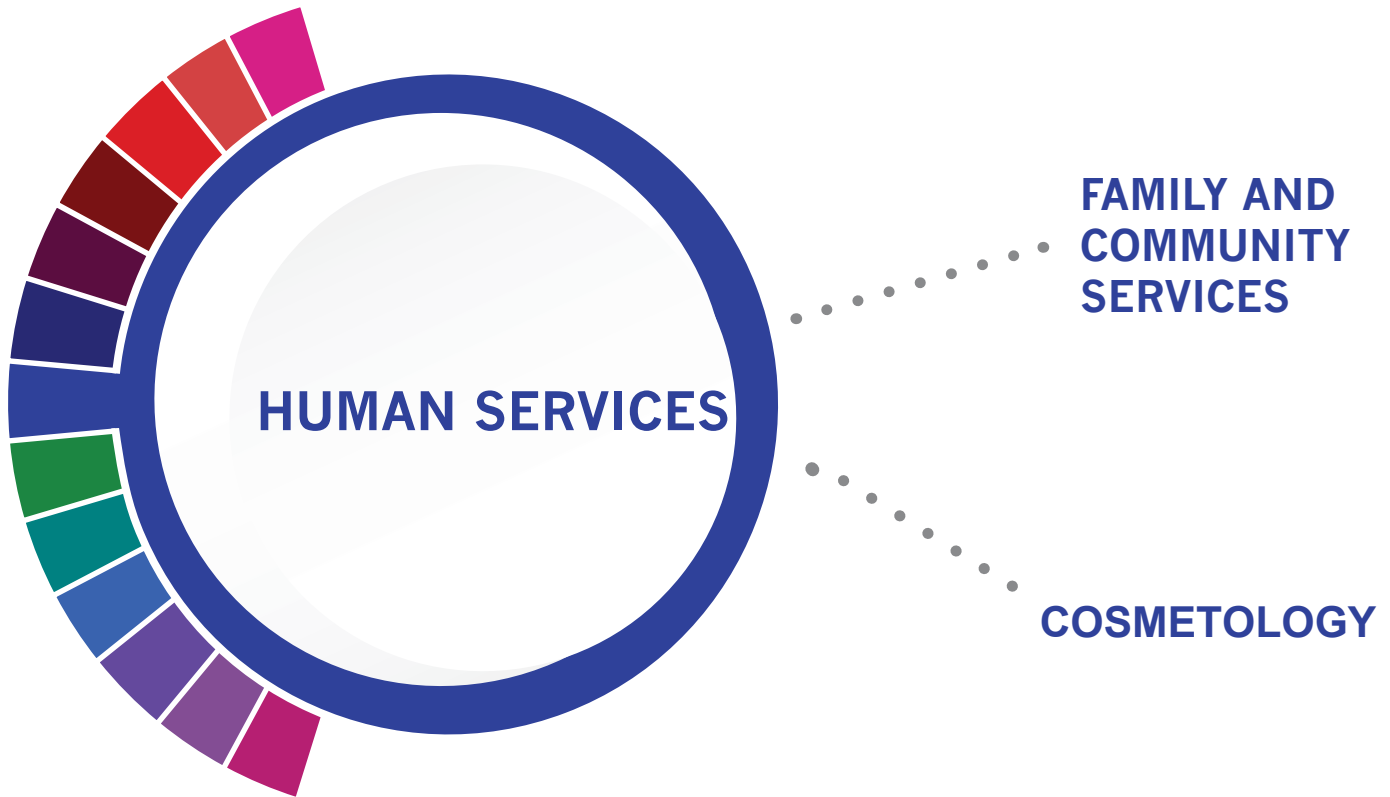 HUMAN SERVICES
FAMILY AND
COMMUNITY
SERVICES
COSMETOLOGY